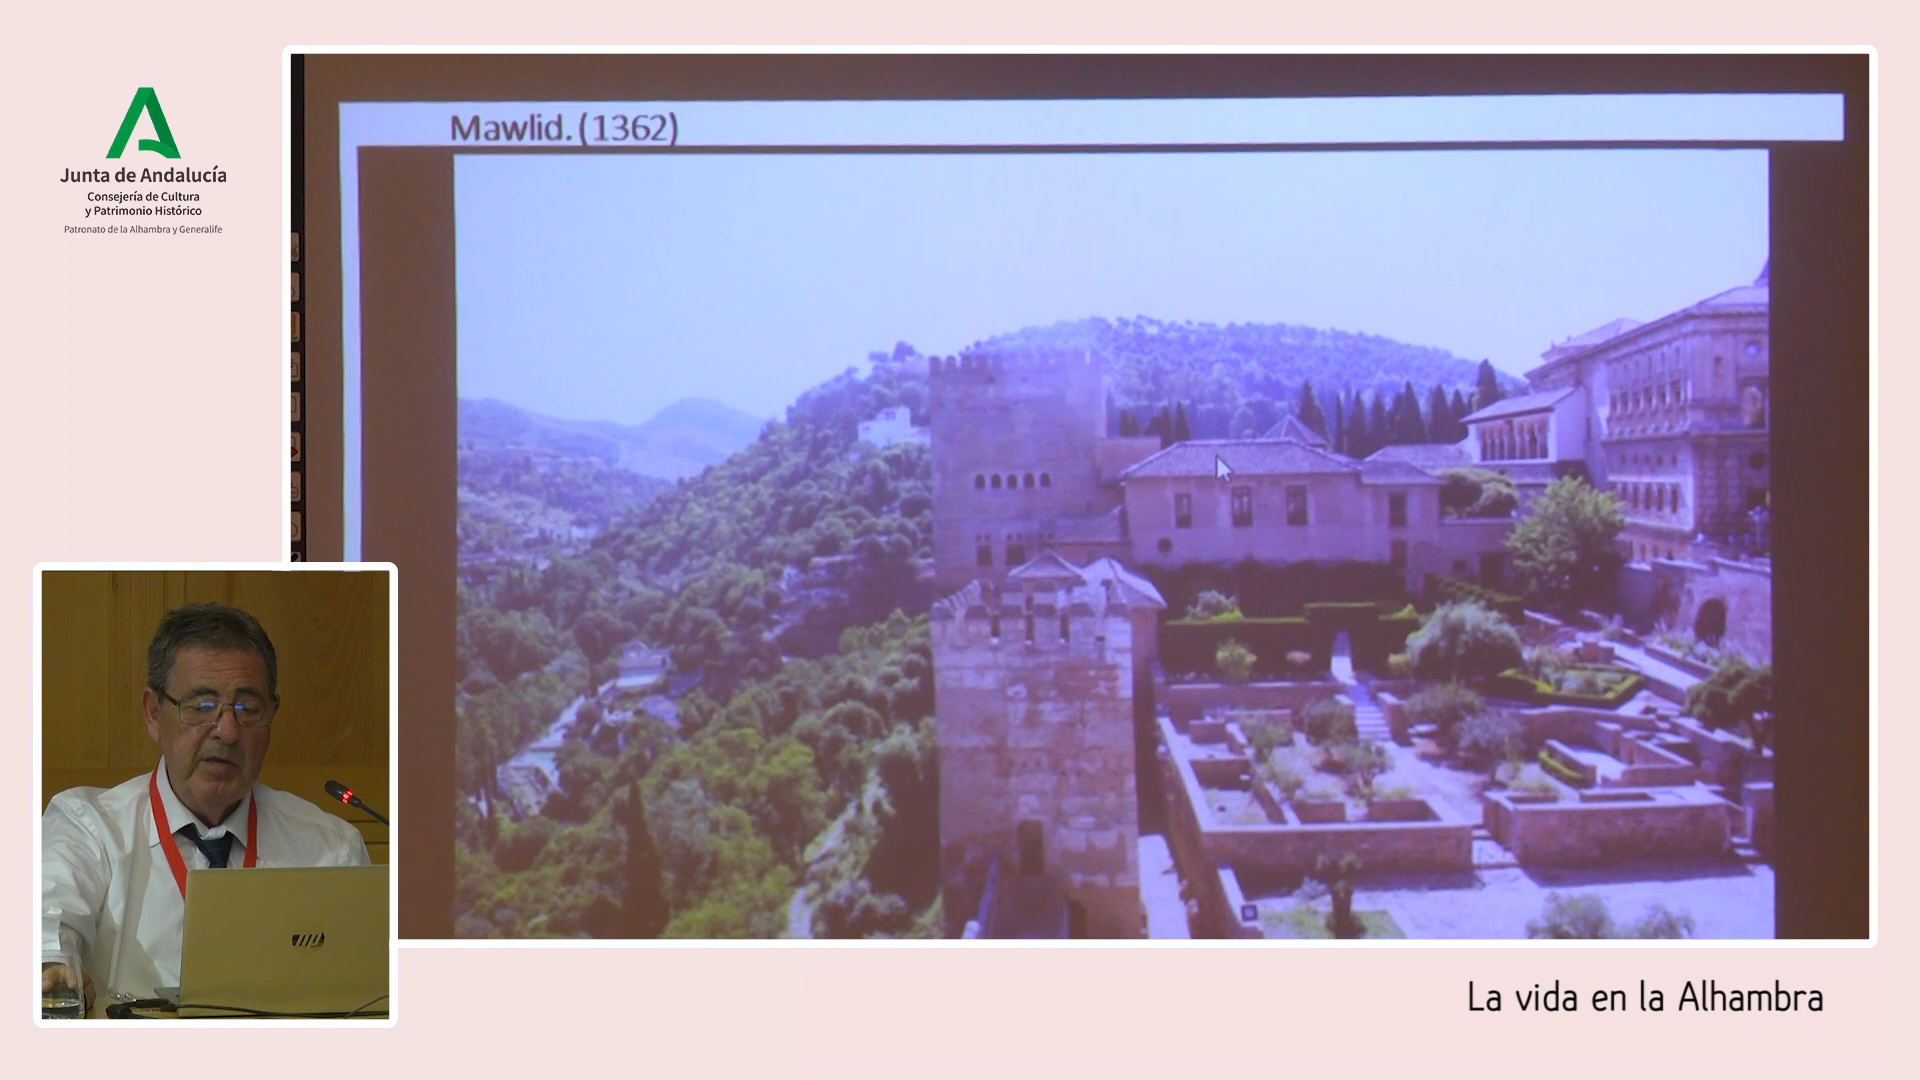 Junta de Andalucía
Consejería de Cultura
y Patrimonio Histórico
Patronato de la Alhambra y Generalife
Mawlid. (1362)
hp
La vida en la Alhambra